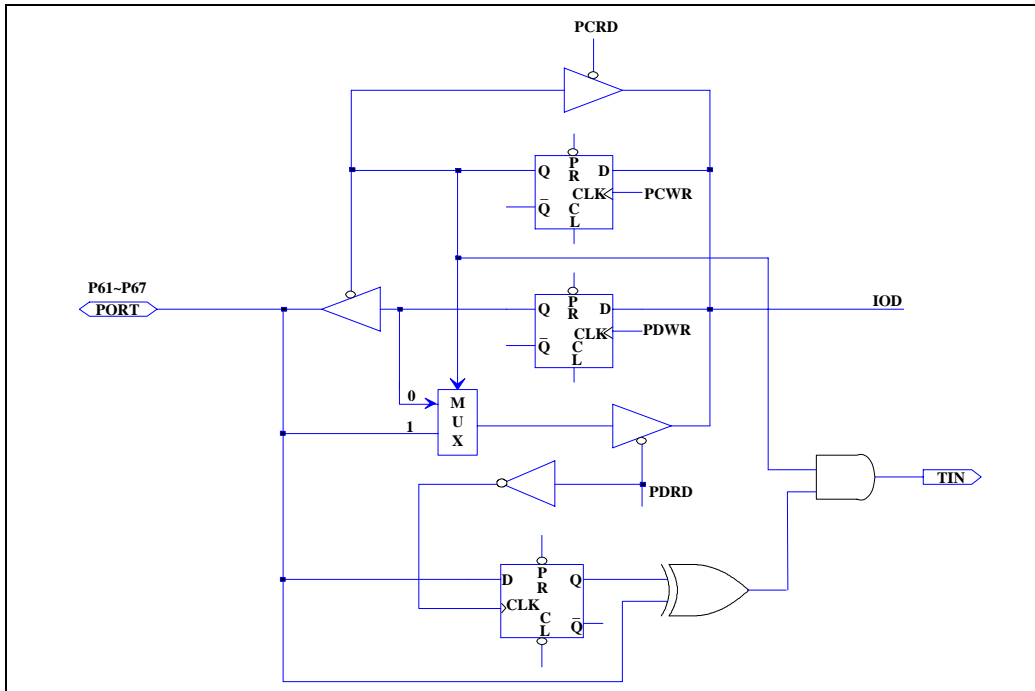 PCRD
Q
P
R
D
CLK
PCWR
Q̅
C
L
P61~P67
PORT
Q
P
R
D
IOD
CLK
PDWR
Q̅
C
L
0
M
U
X
1
PDRD
TIN
D
P
R
Q
CLK
C
L
Q̅